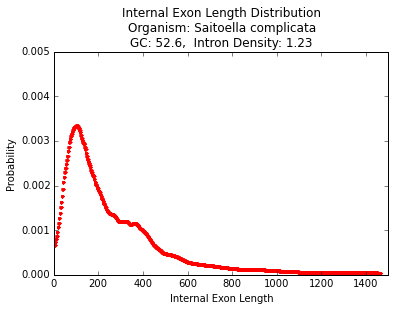 Internal Exon Length Distribution
Organism: Saitoella complicata
GC: 52.6,  Intron Density: 1.23
0.005
0.004
0.003
0.002
0.001
0.000
Probability
0 200 400 600 800 1000 1200 1400
Internal Exon Length